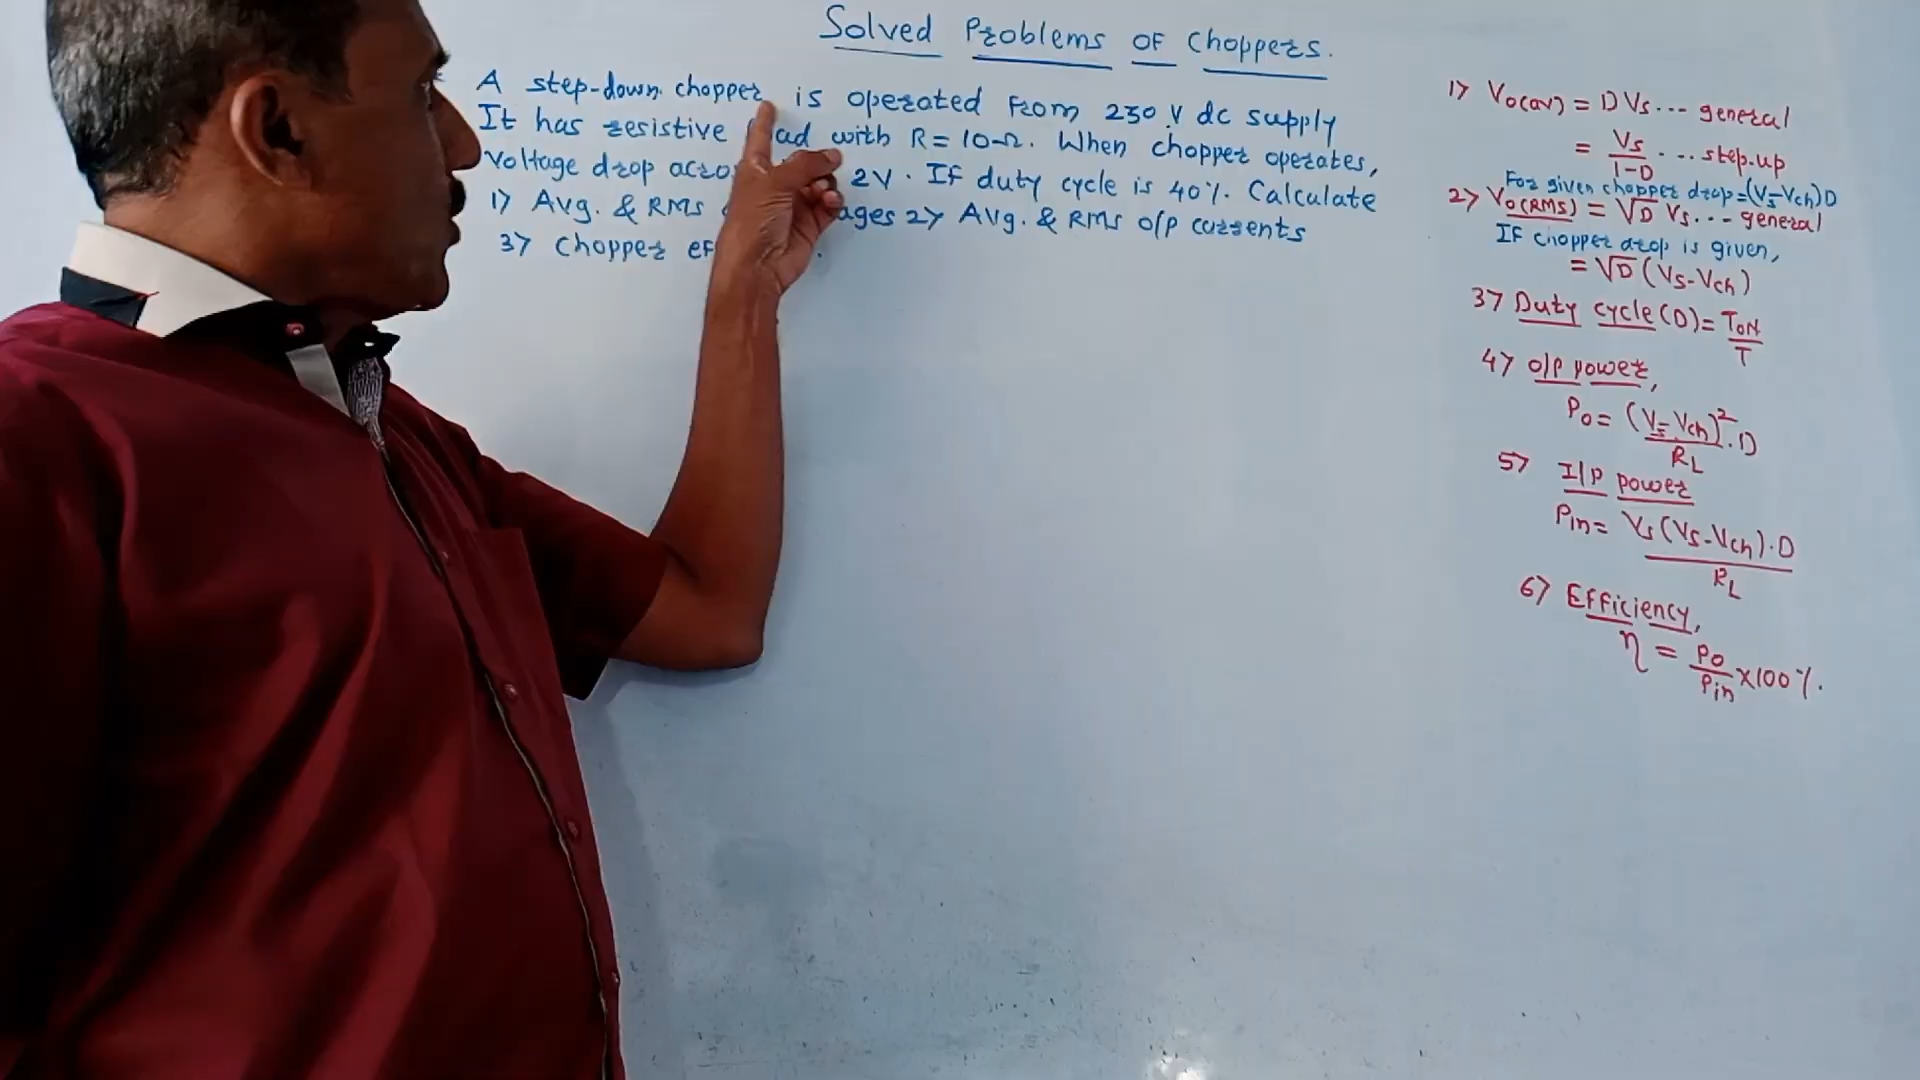 Solved Problems OF Choppers.
A step-down chopper is operated From 230 V dc supply
It has resistive with R = 10Ω. When chopper operates,
voltage drop 2V. If duty cycle is 40%. Calculate
1) Avg. & RMS 2) Avg. & RMS o/p currents
3) Chopper
1) Vo(av) = D Vs ... general
= Vs/1-D ... step-up
For given chopper drop = (Vs-Vch)D
2) Vo(RMS) = √D Vs ... general
IF chopper drop is given,
= √D (Vs-Vch)
3) Duty cycle (D) = TON/T
4) o/p power,
Po = (Vs-Vch)²/RL . D
5) I/P power
Pin = Vs(Vs-Vch).D/RL
6) Efficiency,
η = Po/Pin ×100%.